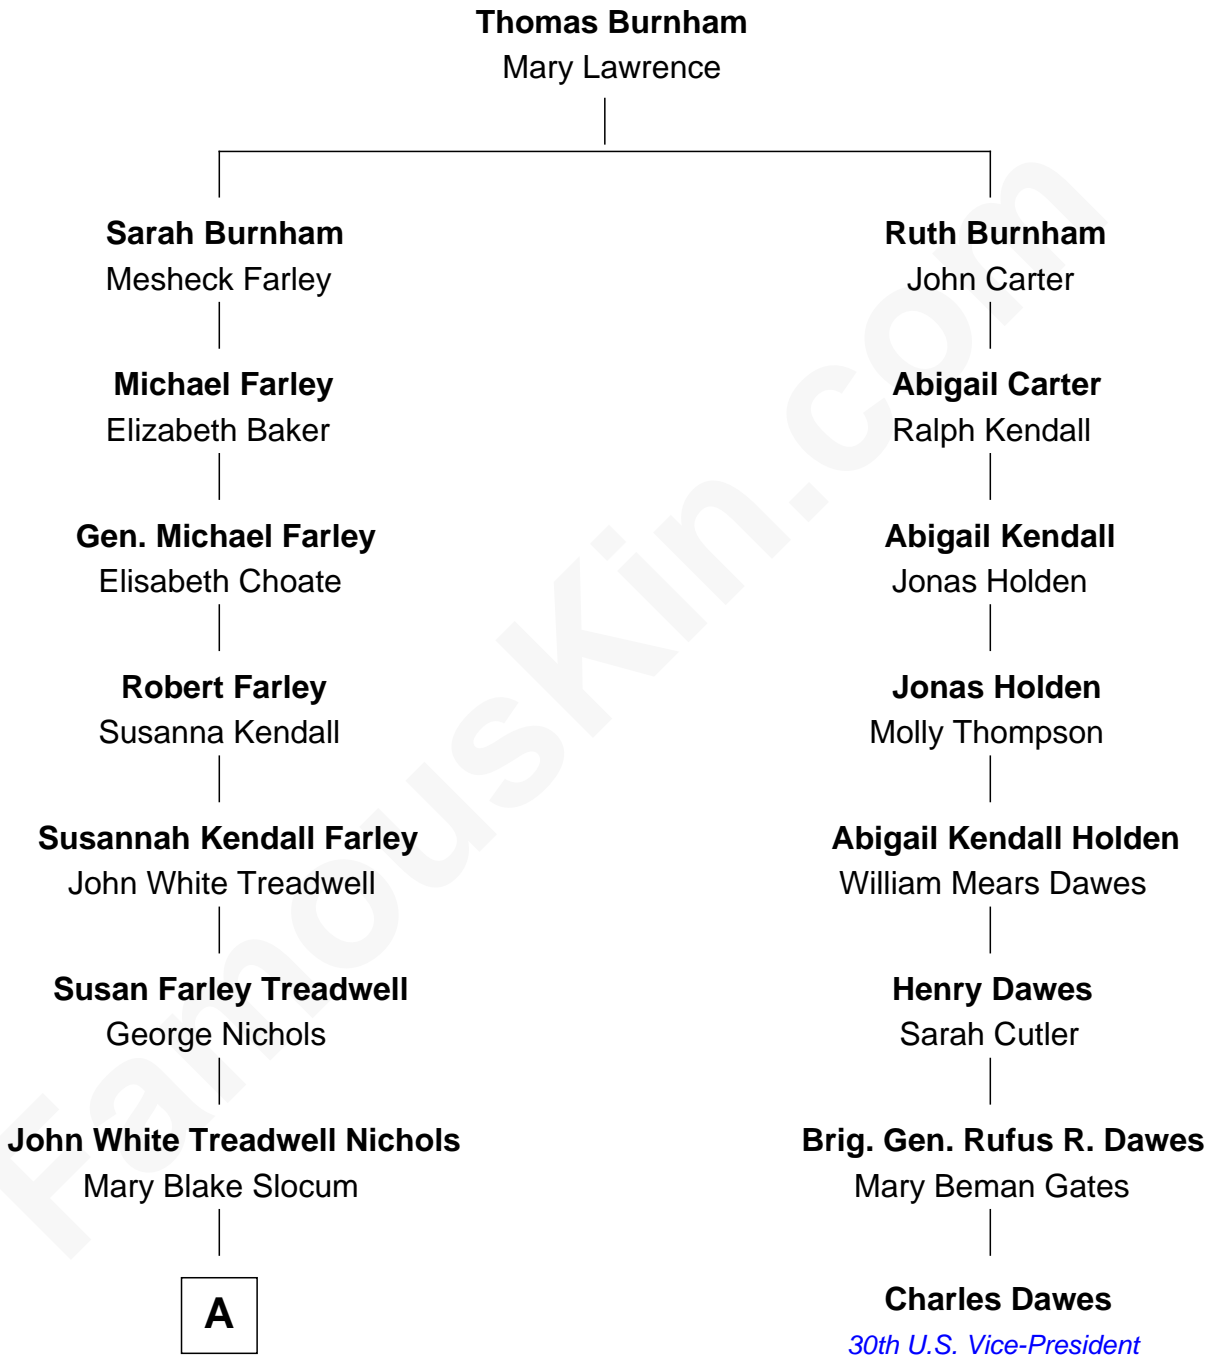 Thomas Burnham
Mary Lawrence
Sarah Burnham
Mesheck Farley
Michael Farley
Elizabeth Baker
Gen. Michael Farley
Elisabeth Choate
Robert Farley
Susanna Kendall
Susannah Kendall Farley
John White Treadwell
Susan Farley Treadwell
George Nichols
John White Treadwell Nichols
Mary Blake Slocum
A
Ruth Burnham
John Carter
Abigail Carter
Ralph Kendall
Abigail Kendall
Jonas Holden
Jonas Holden
Molly Thompson
Abigail Kendall Holden
William Mears Dawes
Henry Dawes
Sarah Cutler
Brig. Gen. Rufus R. Dawes
Mary Beman Gates
Charles Dawes
30th U.S. Vice-President
FamousKin.com